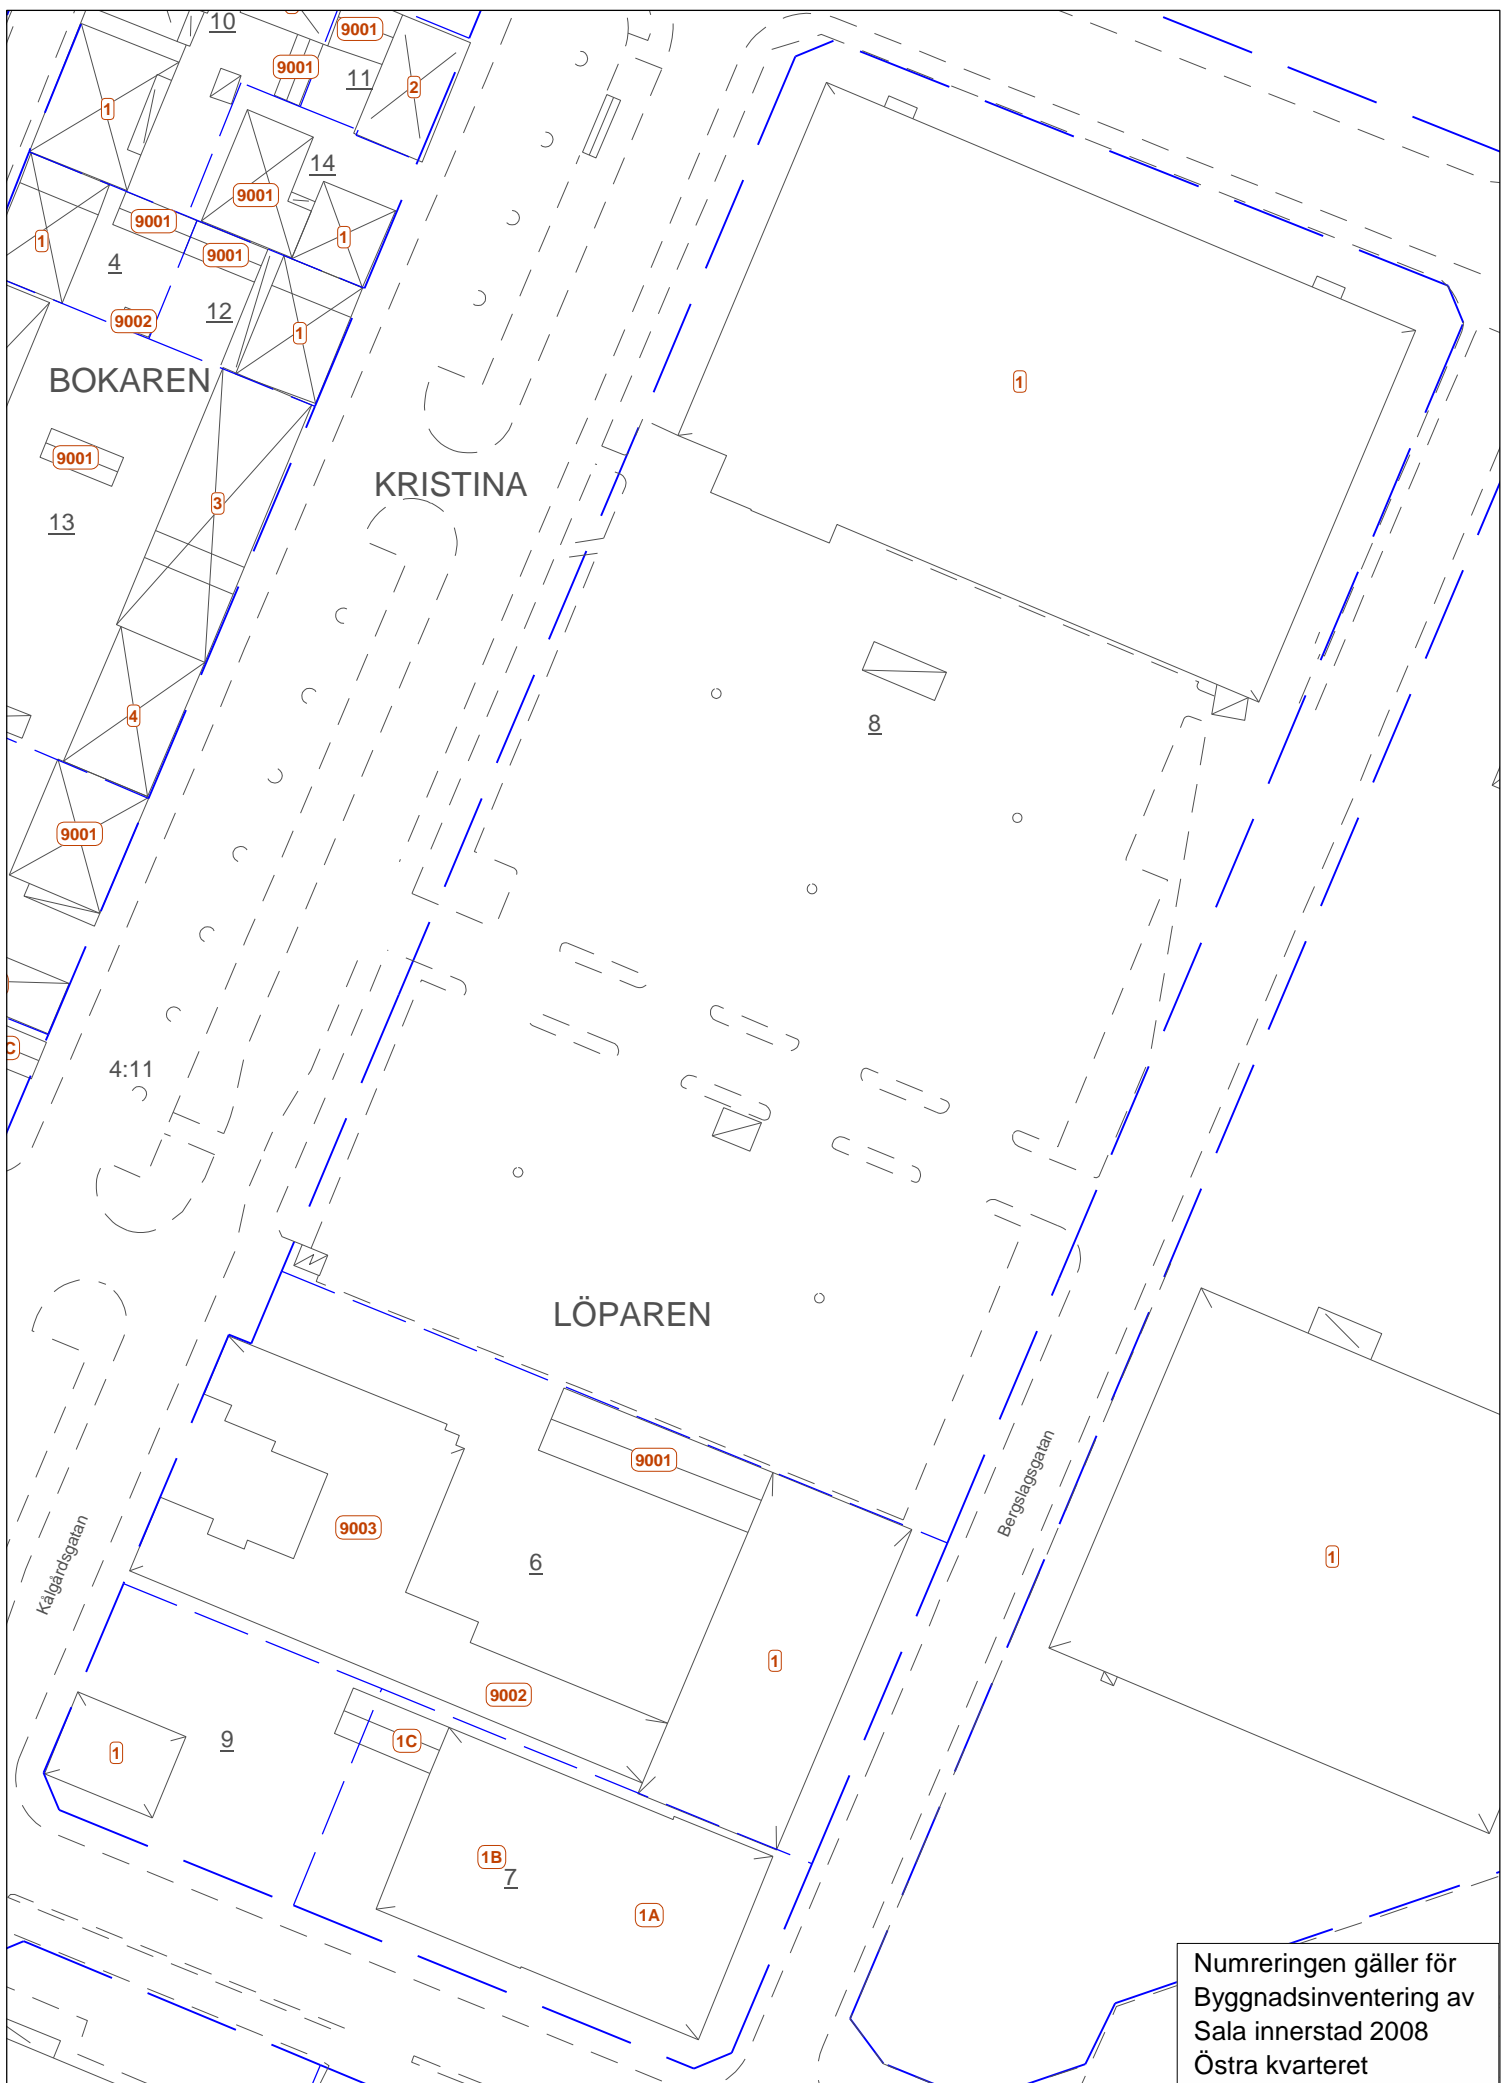 10
9001
9001
11
2
1
14
9001
1
9001
1
9001
4
12
9002
1
BOKAREN
1
9001
KRISTINA
3
13
4
8
9001
C
4:11
LÖPAREN
9001
Bergslagsgatan
9003
6
1
Kålgårdsgatan
1
9002
1
9
1C
1B
7
1A
Numreringen gäller för
Byggnadsinventering av
Sala innerstad 2008
Östra kvarteret